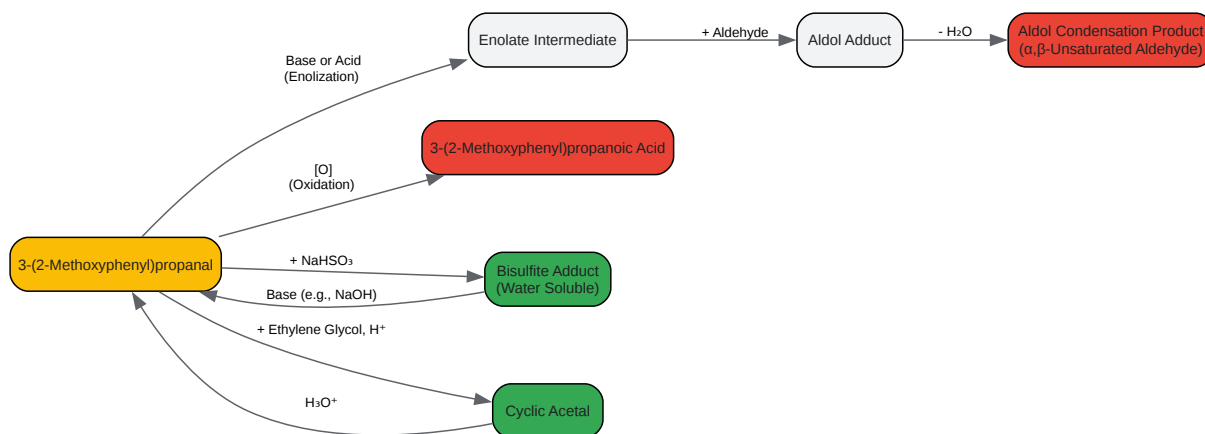 Enolate Intermediate
+ Aldehyde
Aldol Adduct
- H₂O
Aldol Condensation Product
(α,β-Unsaturated Aldehyde)
Base or Acid
(Enolization)
3-(2-Methoxyphenyl)propanoic Acid
[O]
(Oxidation)
3-(2-Methoxyphenyl)propanal
+ NaHSO₃
Bisulfite Adduct
(Water Soluble)
Base (e.g., NaOH)
+ Ethylene Glycol, H⁺
H₃O⁺
Cyclic Acetal